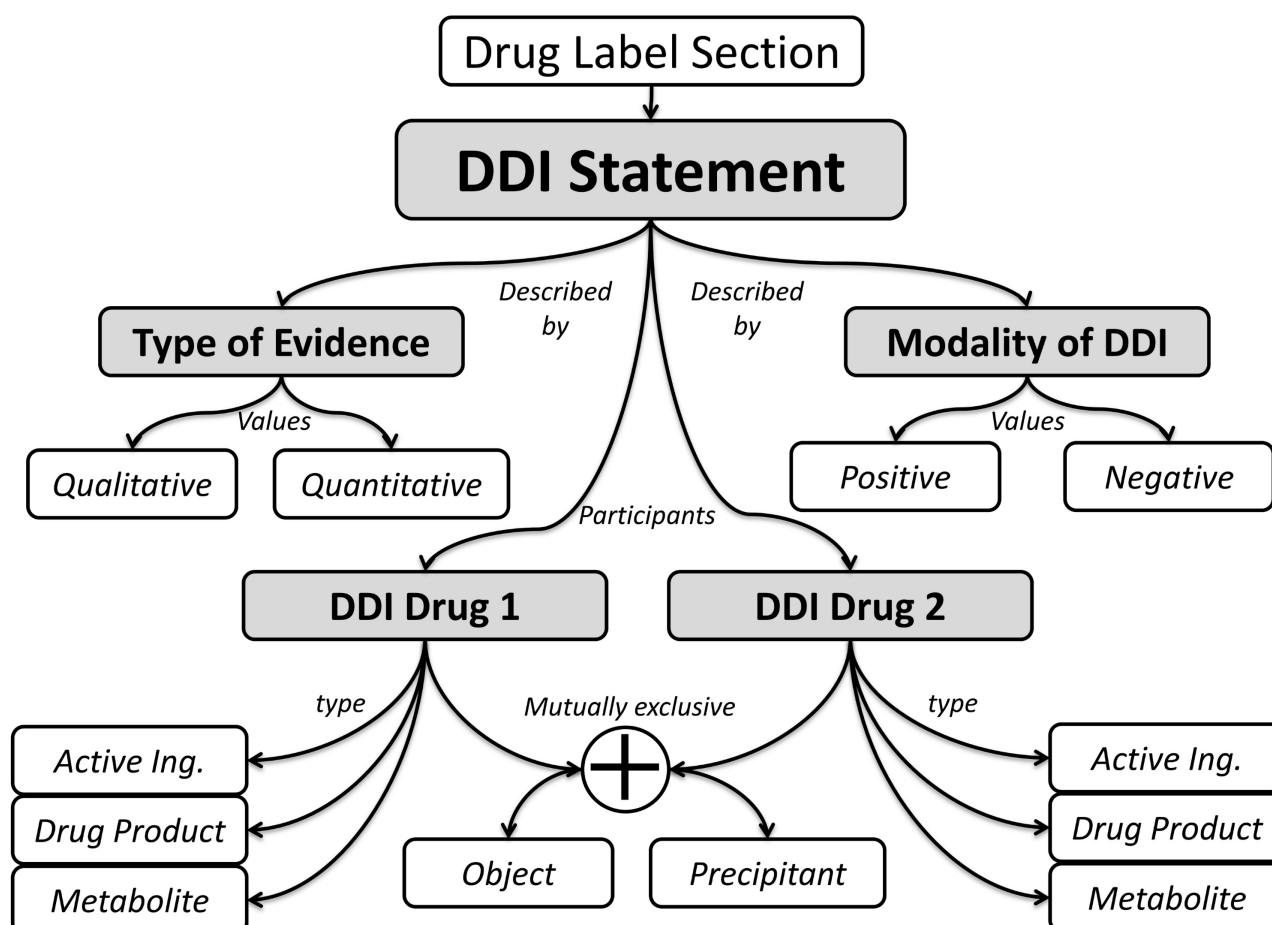 Drug Label Section
DDI Statement
Described
by
Described
by
Type of Evidence
Modality of DDI
Values
Values
Qualitative
Quantitative
Positive
Negative
Participants
DDI Drug 1
DDI Drug 2
type
Mutually exclusive
type
Active Ing.
Active Ing.
Drug Product
Drug Product
Object
Precipitant
Metabolite
Metabolite